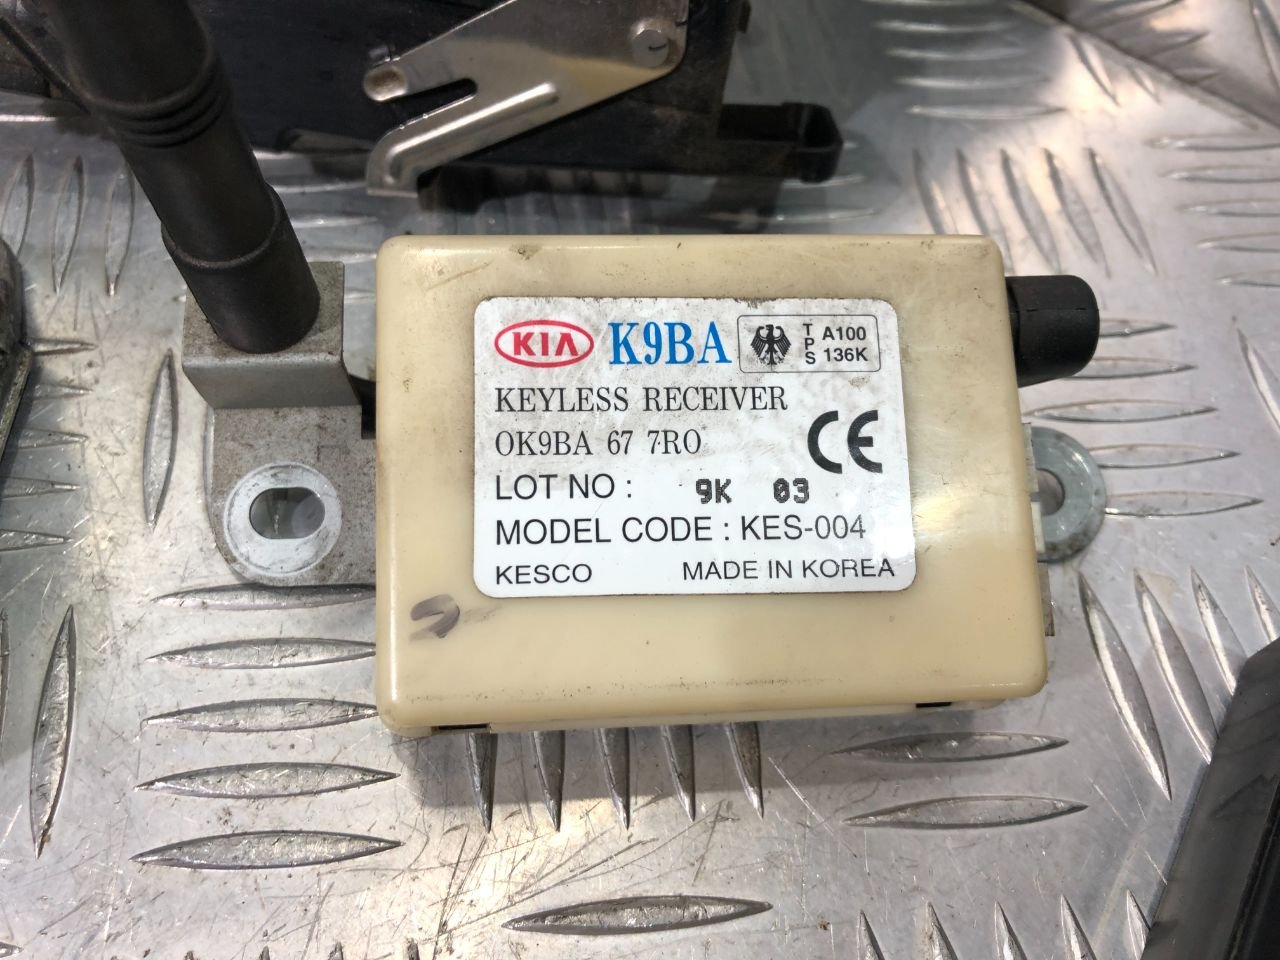 KIA K9BA TPS A100 136K
KEYLESS RECEIVER
OK9BA 67 7RO
CE
LOT NO : 9K 03
MODEL CODE : KES-004
KESCO MADE IN KOREA